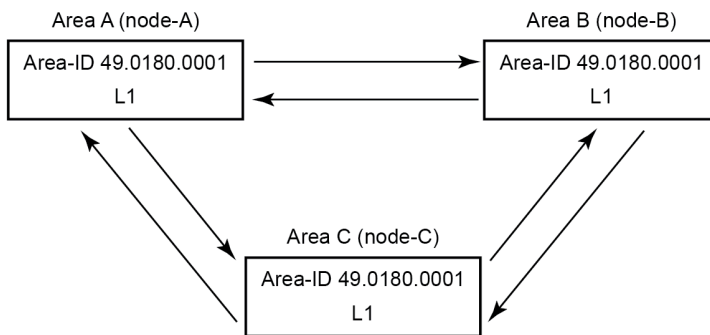 Area A (node-A)
Area-ID 49.0180.0001
L1
Area B (node-B)
Area-ID 49.0180.0001
L1
Area C (node-C)
Area-ID 49.0180.0001
L1